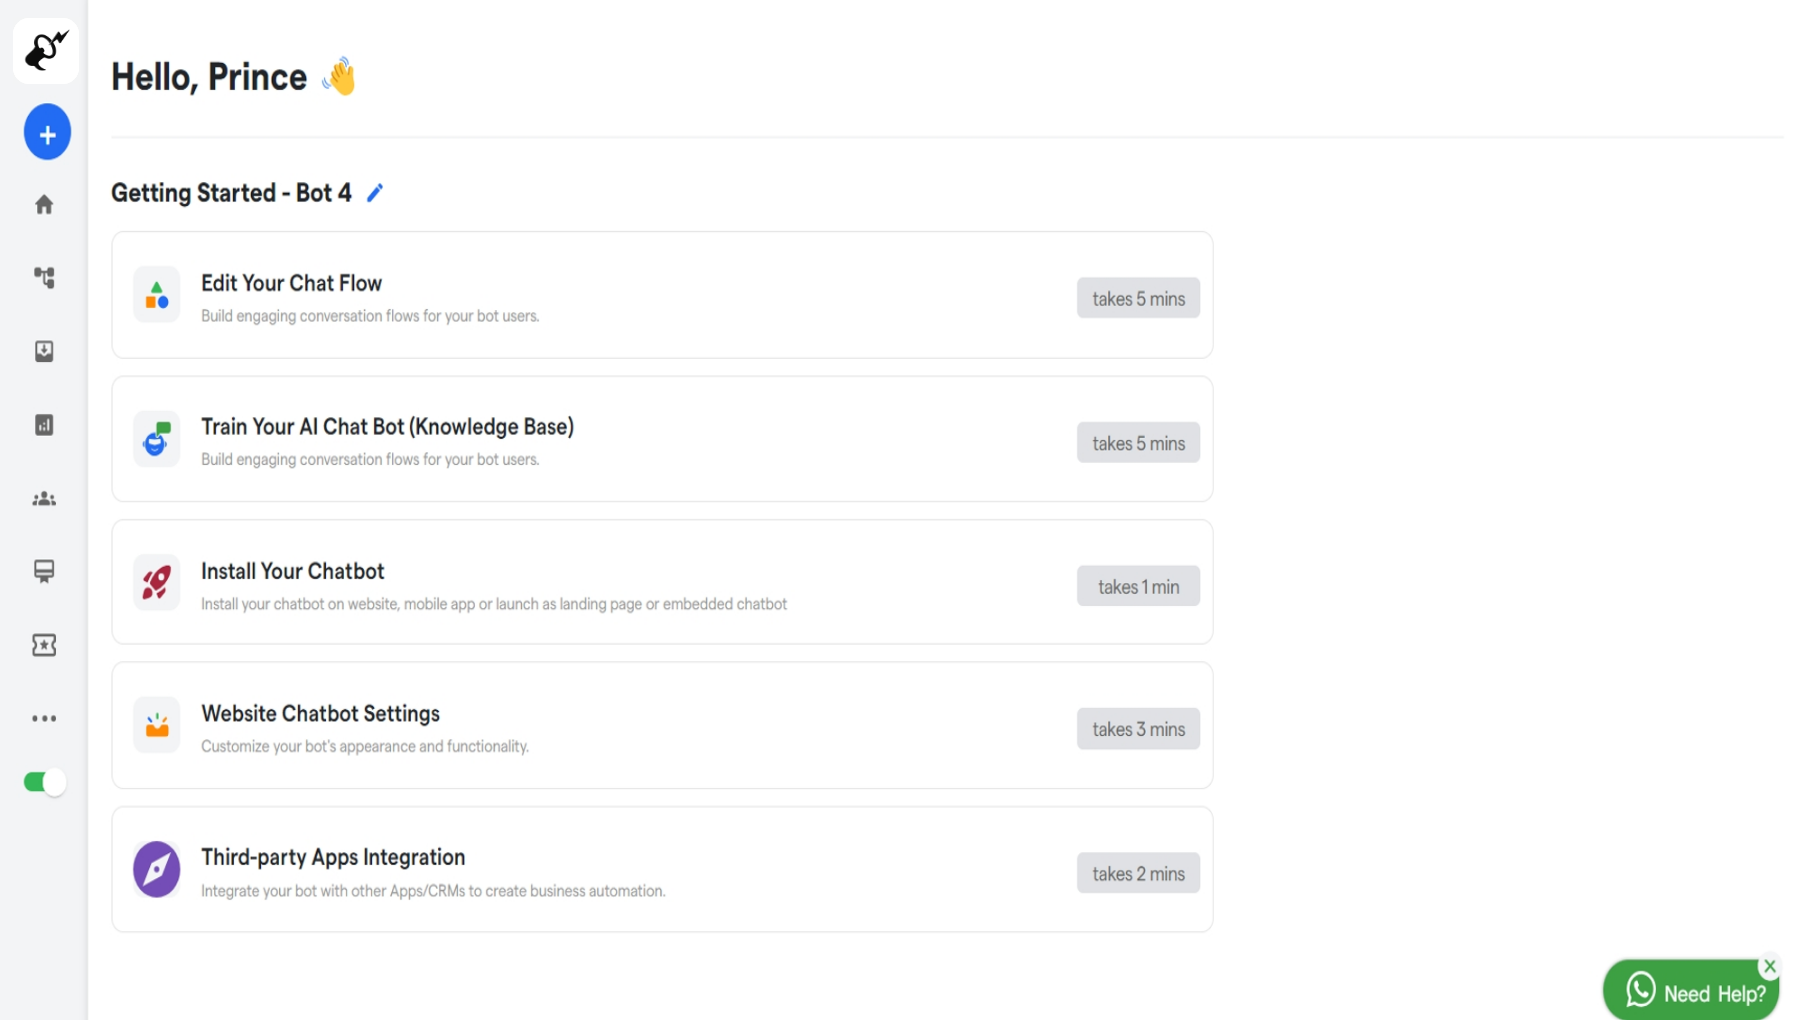 Hello, Prince 👋
Getting Started - Bot 4
Edit Your Chat Flow
Build engaging conversation flows for your bot users.
takes 5 mins
Train Your AI Chat Bot (Knowledge Base)
Build engaging conversation flows for your bot users.
takes 5 mins
Install Your Chatbot
Install your chatbot on website, mobile app or launch as landing page or embedded chatbot
takes 1 min
Website Chatbot Settings
Customize your bot's appearance and functionality.
takes 3 mins
Third-party Apps Integration
Integrate your bot with other Apps/CRMs to create business automation.
takes 2 mins
X
Need Help?